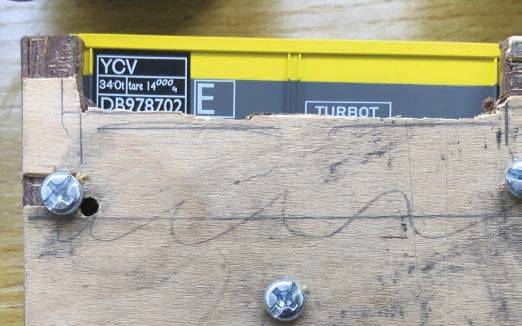 YCV
34·0t tare 14000kg
DB978702
E
TURBOT